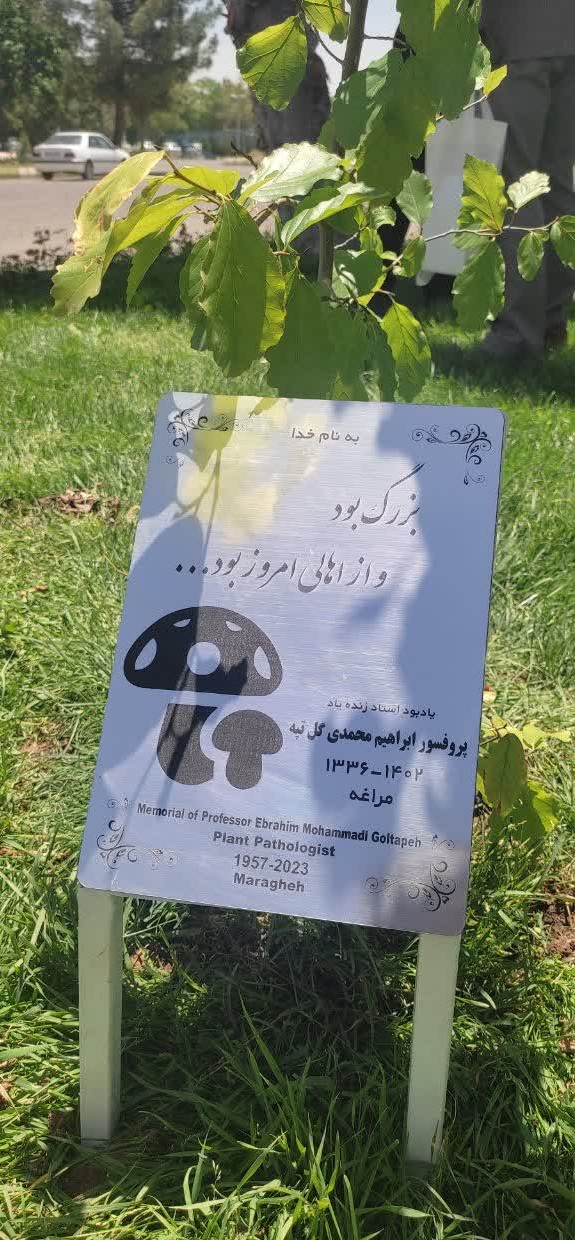 به نام خدا
بزرگ بود
و از اهالی امروز بود...
یادبود استاد زنده یاد
پروفسور ابراهیم محمدی گل تپه
۱۳۳۶-۱۴۰۲
مراغه
Memorial of Professor Ebrahim Mohammadi Goltapeh
Plant Pathologist
1957-2023
Maragheh